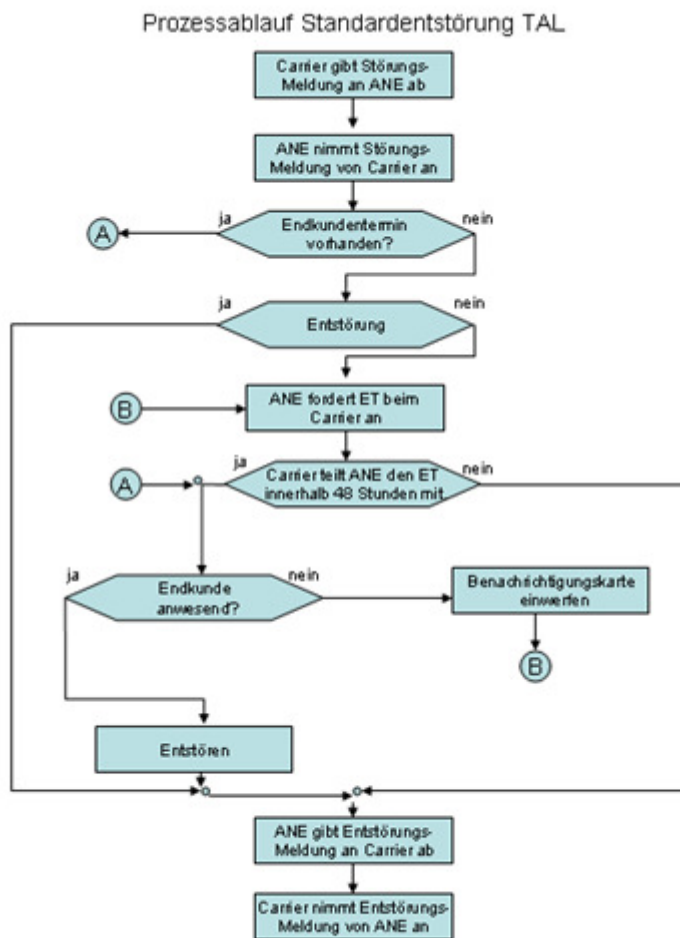 Prozessablauf Standardentstörung TAL
Carrier gibt Störungs-
Meldung an ANE ab
ANE nimmt Störungs-
Meldung von Carrier an
ja
nein
A
Endkundentermin
vorhanden?
ja
nein
Entstörung
B
ANE fordert ET beim
Carrier an
ja
nein
A
Carrier teilt ANE den ET
innerhalb 48 Stunden mit
ja
nein
Endkunde
anwesend?
Benachrichtigungskarte
einwerfen
B
Entstören
ANE gibt Entstörungs-
Meldung an Carrier ab
Carrier nimmt Entstörungs-
Meldung von ANE an